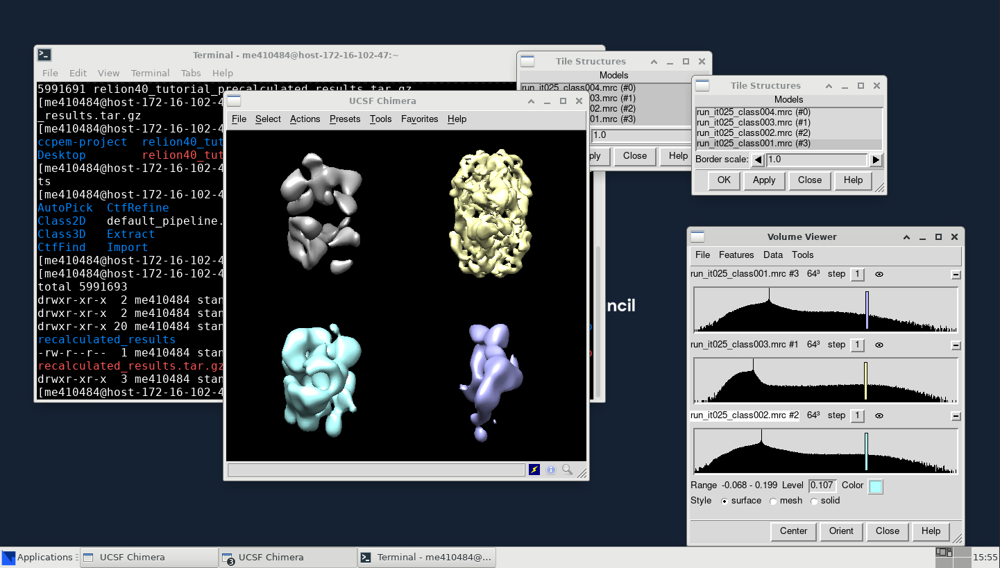 Terminal - me410484@host-172-16-102-47:~
File Edit View Terminal Tabs Help
5991691 relion40_tutorial_precalculated_results.tar.gz
[me410484@host-172-16-102-4
_results.tar.gz
[me410484@host-172-16-102-4
ccpem-project relion40_tut
Desktop relion40_tut
[me410484@host-172-16-102-4
ts
[me410484@host-172-16-102-4
AutoPick CtfRefine
Class2D default_pipeline.
Class3D Extract
CtfFind Import
[me410484@host-172-16-102-4
[me410484@host-172-16-102-4
total 5991693
drwxr-xr-x 2 me410484 stan
drwxr-xr-x 2 me410484 stan
drwxr-xr-x 20 me410484 stan
recalculated_results
-rw-r--r-- 1 me410484 stan
recalculated_results.tar.gz
drwxr-xr-x 3 me410484 stan
[me410484@host-172-16-102-4
UCSF Chimera
File Select Actions Presets Tools Favorites Help
Tile Structures
Models
run_it025_class004.mrc (#0)
03.mrc (#1)
02.mrc (#2)
01.mrc (#3)
1.0
ply Close Help
Tile Structures
Models
run_it025_class004.mrc (#0)
run_it025_class003.mrc (#1)
run_it025_class002.mrc (#2)
run_it025_class001.mrc (#3)
Border scale: 1.0
OK Apply Close Help
ncil
Volume Viewer
File Features Data Tools
run_it025_class001.mrc #3 64³ step 1
run_it025_class003.mrc #1 64³ step 1
run_it025_class002.mrc #2 64³ step 1
Range -0.068 - 0.199 Level 0.107 Color
Style surface mesh solid
Center Orient Close Help
Applications UCSF Chimera 3 UCSF Chimera Terminal - me410484@... 15:55